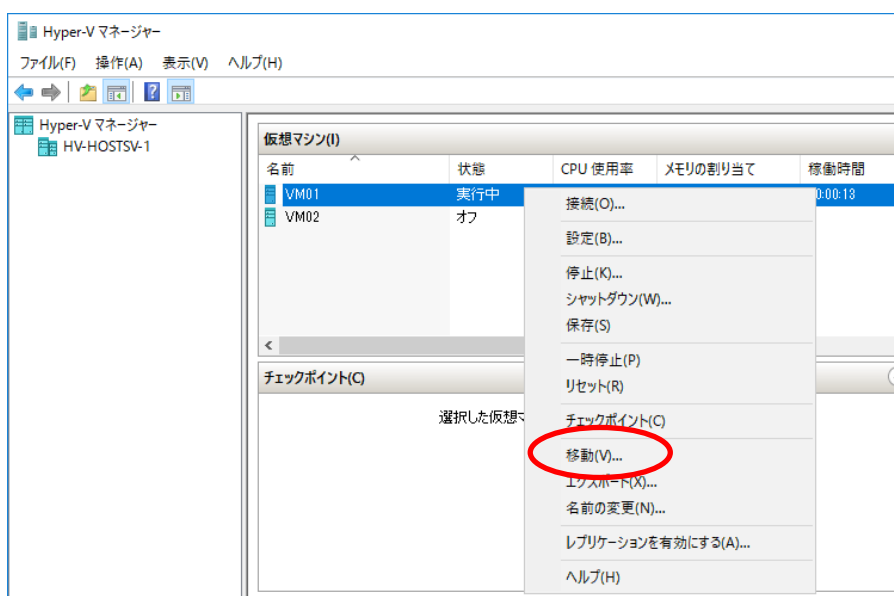 Hyper-V マネージャー
ファイル(F) 操作(A) 表示(V) ヘルプ(H)
Hyper-V マネージャー
HV-HOSTSV-1
仮想マシン(I)
名前 状態 CPU 使用率 メモリの割り当て 稼働時間
VM01 実行中 0:00:13
VM02 オフ
接続(O)...
設定(B)...
停止(K)...
シャットダウン(W)...
保存(S)
一時停止(P)
リセット(R)
チェックポイント(C)
移動(V)...
エクスポート(X)...
名前の変更(N)...
レプリケーションを有効にする(A)...
ヘルプ(H)
チェックポイント(C)
選択した仮想マ